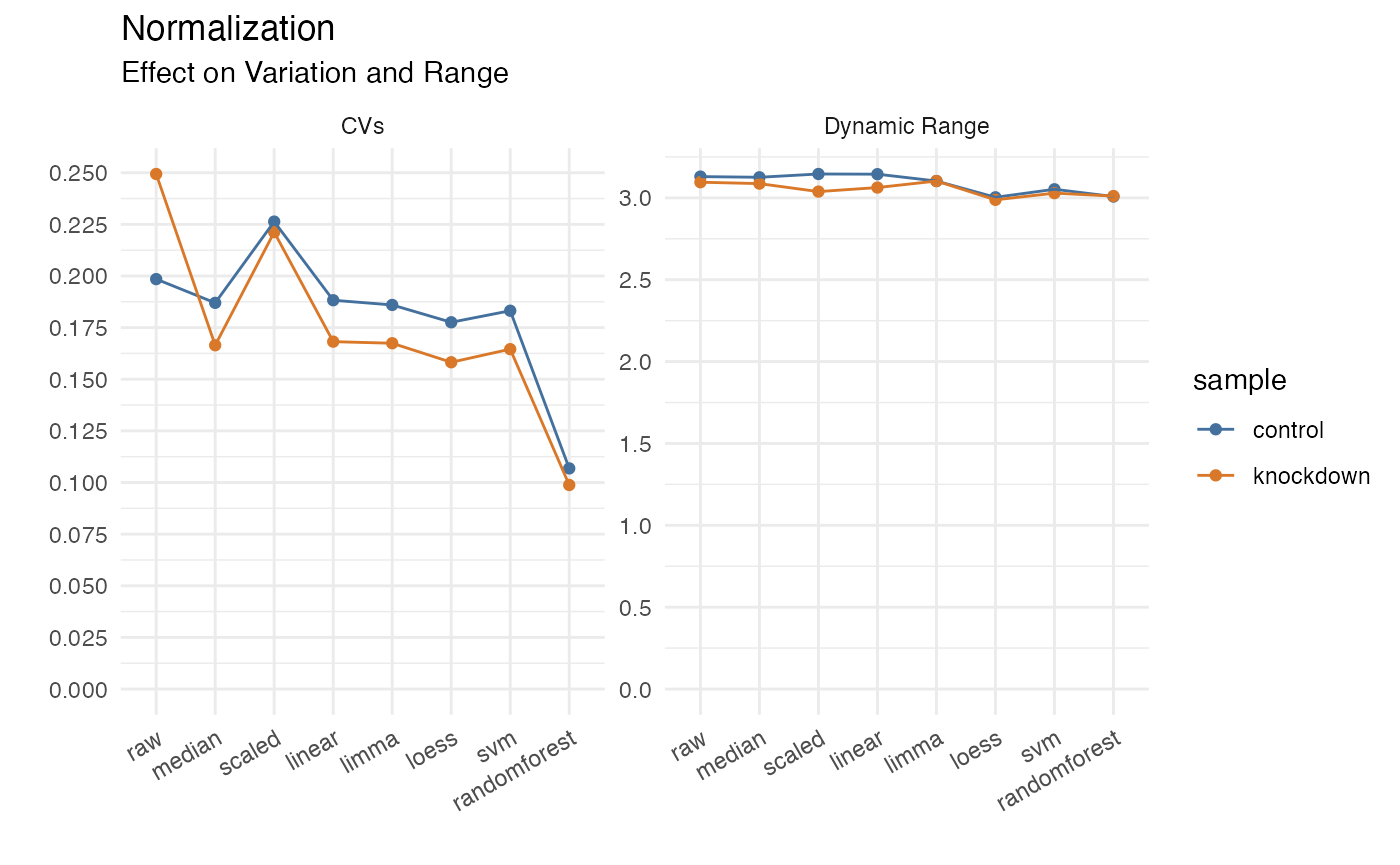 Normalization
Effect on Variation and Range
CVs
Dynamic Range
0.250
0.225
0.200
0.175
0.150
0.125
0.100
0.075
0.050
0.025
0.000
3.0
2.5
2.0
1.5
1.0
0.5
0.0
raw
median
scaled
linear
limma
loess
svm
randomforest
raw
median
scaled
linear
limma
loess
svm
randomforest
sample
control
knockdown